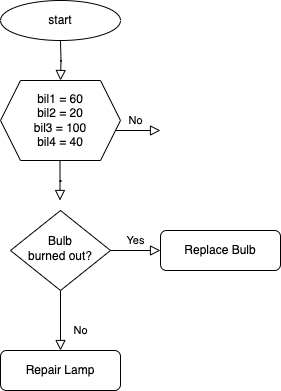 start
bil1 = 60
bil2 = 20
bil3 = 100
bil4 = 40
No
Bulb
burned out?
Yes
Replace Bulb
No
Repair Lamp